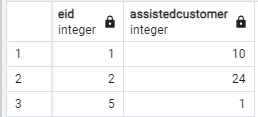 eid assistedcustomer
integer integer
1 1 10
2 2 24
3 5 1